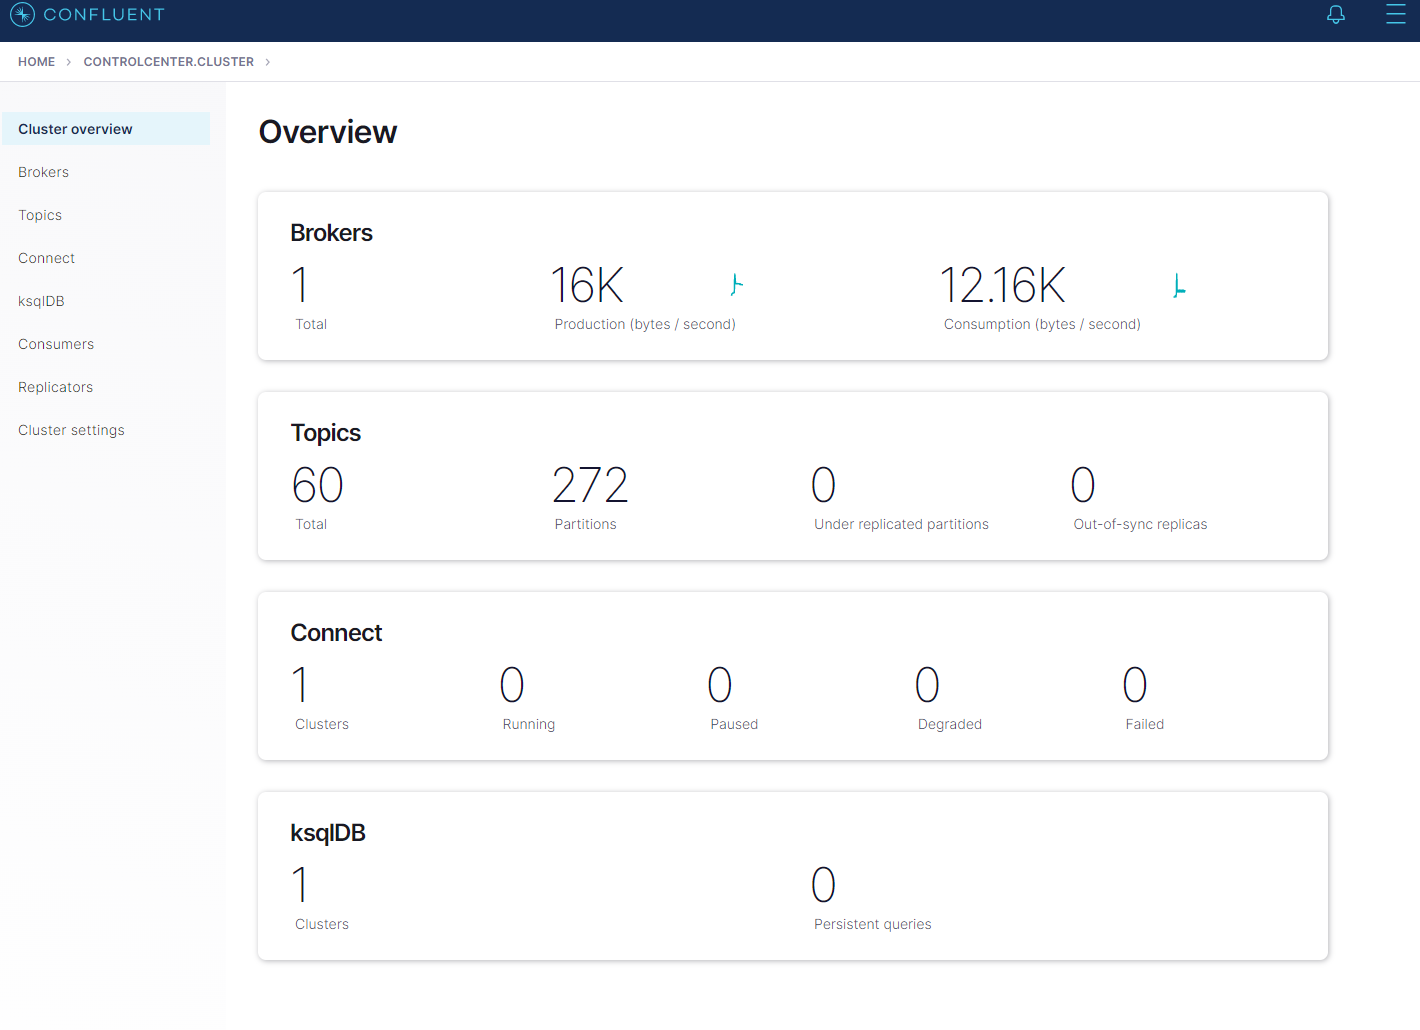 CONFLUENT
HOME > CONTROLCENTER.CLUSTER >
Cluster overview
Brokers
Topics
Connect
ksqlDB
Consumers
Replicators
Cluster settings
Overview
Brokers
1 16K 12.16K
Total Production (bytes / second) Consumption (bytes / second)
Topics
60 272 0 0
Total Partitions Under replicated partitions Out-of-sync replicas
Connect
1 0 0 0 0
Clusters Running Paused Degraded Failed
ksqlDB
1 0
Clusters Persistent queries